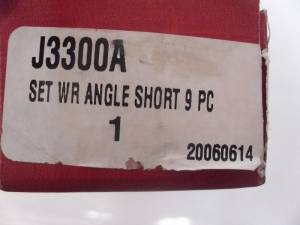 J3300A
SET WR ANGLE SHORT 9 PC
1
20060614